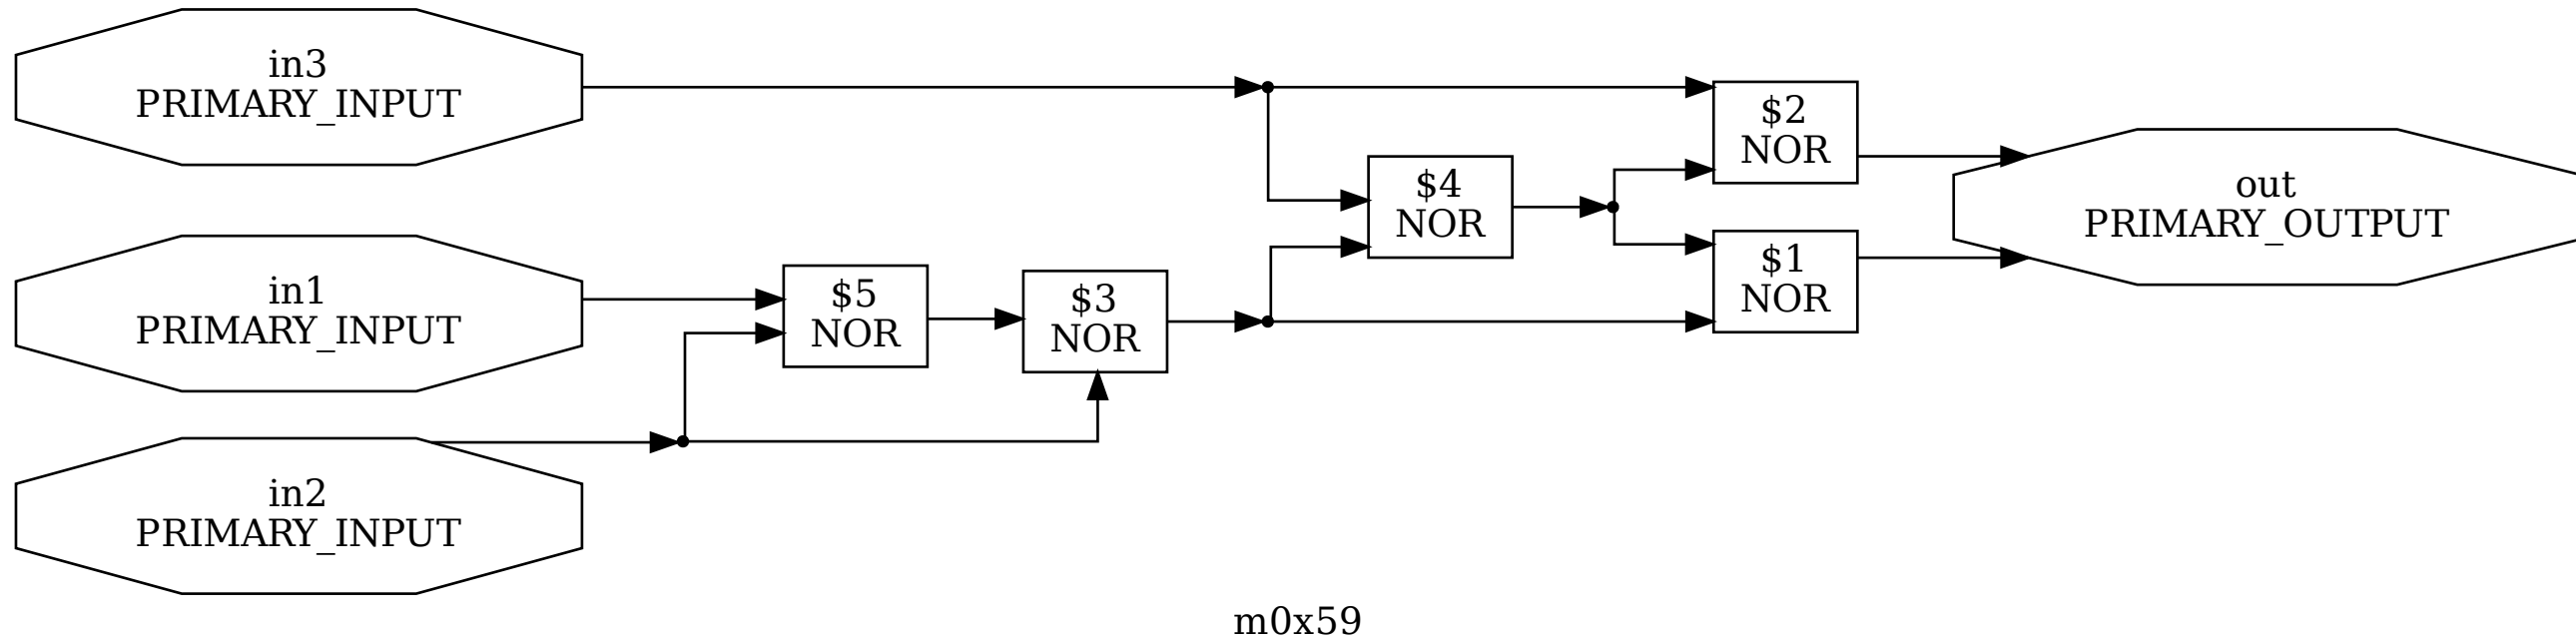 in3
PRIMARY_INPUT
$2
NOR
$4
NOR
out
PRIMARY_OUTPUT
in1
PRIMARY_INPUT
$5
NOR
$3
NOR
$1
NOR
in2
PRIMARY_INPUT
m0x59